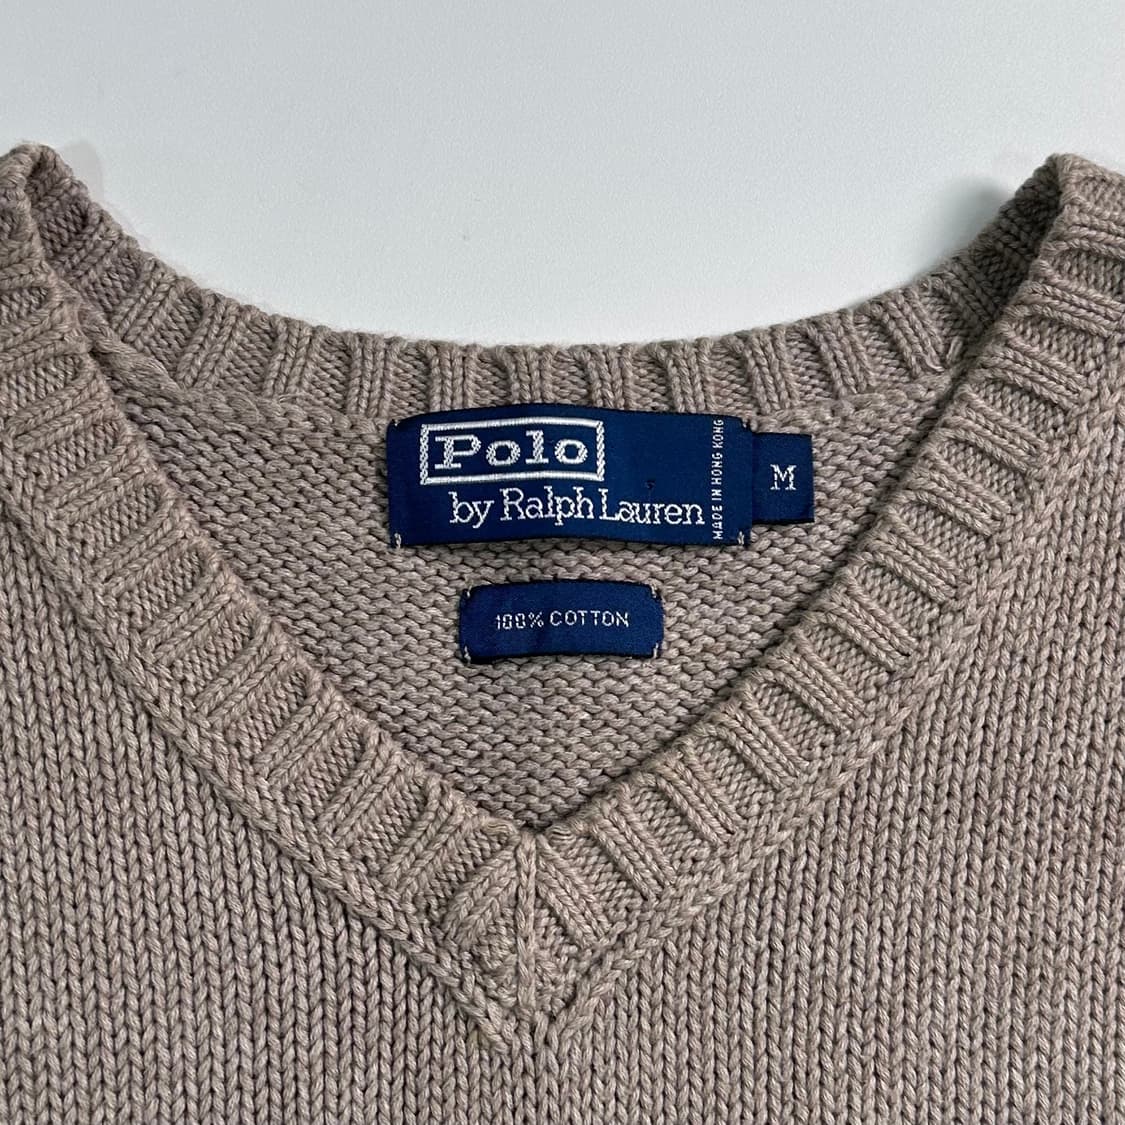 Polo
by Ralph Lauren
MADE IN HONG KONG
M
100% COTTON